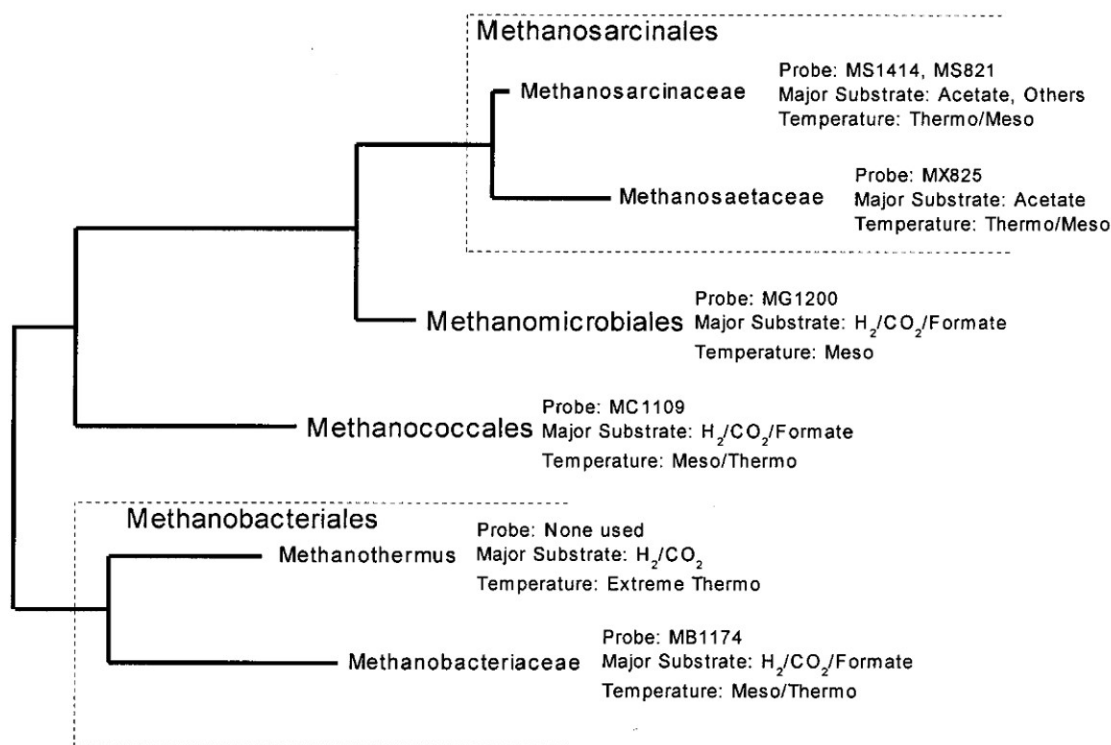 Methanosarcinales
Methanosarcinaceae
Probe: MS1414, MS821
Major Substrate: Acetate, Others
Temperature: Thermo/Meso
Methanosaetaceae
Probe: MX825
Major Substrate: Acetate
Temperature: Thermo/Meso
Methanomicrobiales
Probe: MG1200
Major Substrate: H₂/CO₂/Formate
Temperature: Meso
Methanococcales
Probe: MC1109
Major Substrate: H₂/CO₂/Formate
Temperature: Meso/Thermo
Methanobacteriales
Methanothermus
Probe: None used
Major Substrate: H₂/CO₂
Temperature: Extreme Thermo
Methanobacteriaceae
Probe: MB1174
Major Substrate: H₂/CO₂/Formate
Temperature: Meso/Thermo